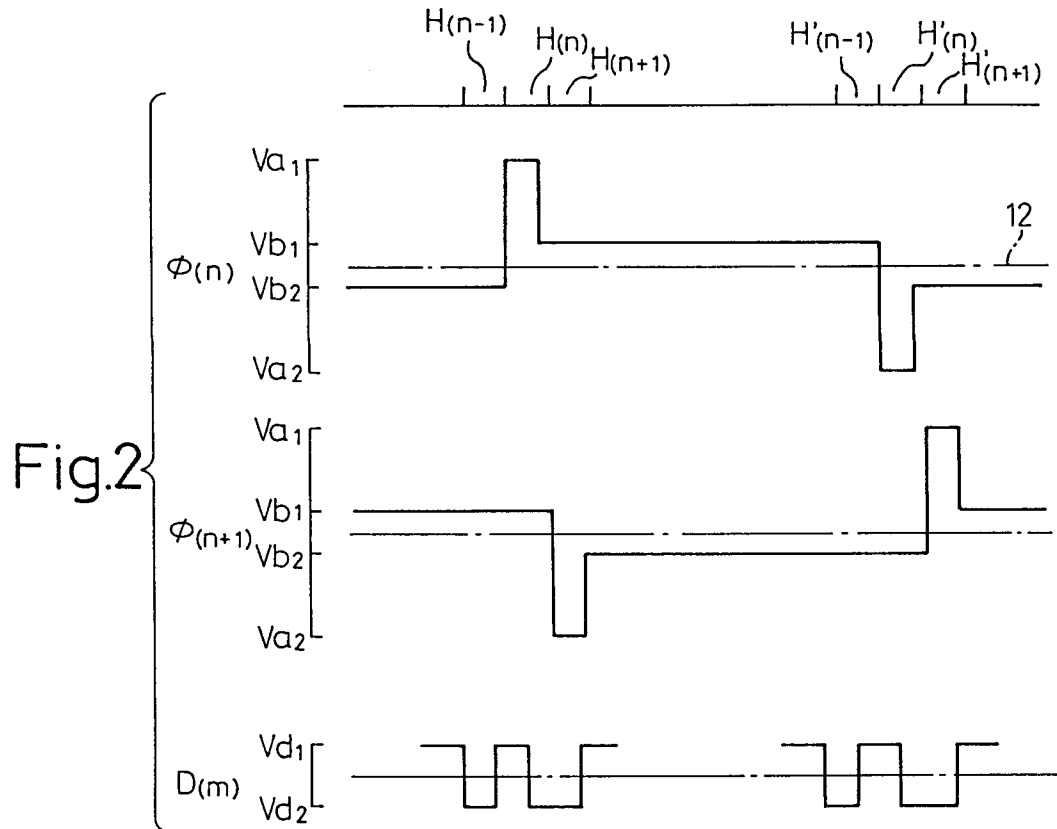 H(n-1)
H(n)
H(n+1)
H'(n-1)
H'(n)
H'(n+1)
Va1
Vb1
12
Φ(n)
Vb2
Va2
Va1
Fig.2
Vb1
Φ(n+1)
Vb2
Va2
Vd1
D(m)
Vd2